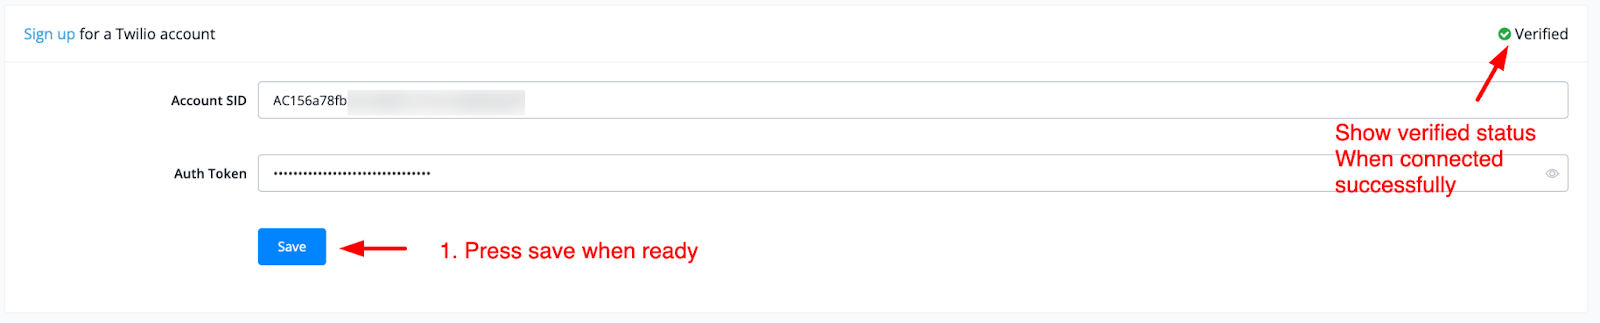 Sign up for a Twilio account
Verified
Account SID
AC156a78fb
Show verified status
When connected
successfully
Auth Token
••••••••••••••••••••••••••••••••
Save
1. Press save when ready